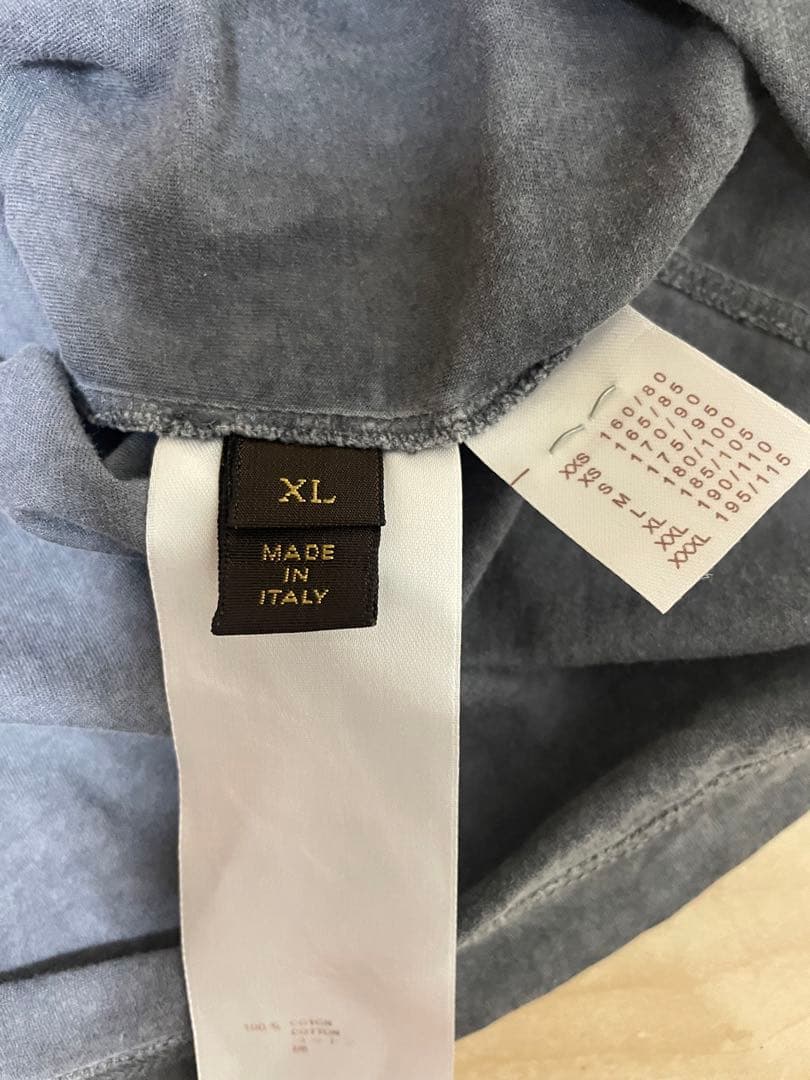 XL
MADE
IN
ITALY
XXS 160/80
XS 165/85
S 170/90
M 175/95
L 180/100
XL 185/105
XXL 190/110
XXXL 195/115
100 % COTON
COTTON